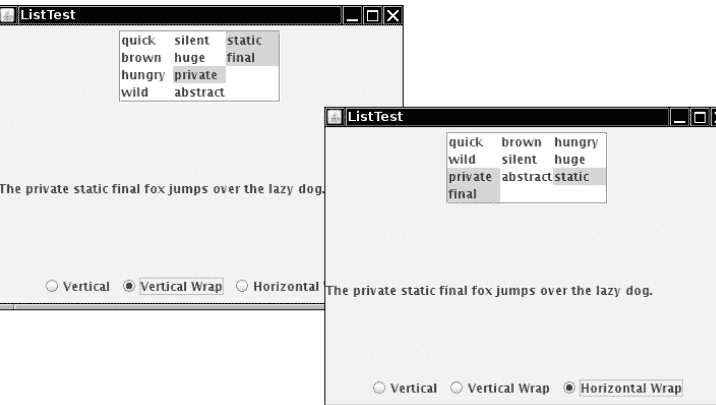 ListTest
quick silent static
brown huge final
hungry private
wild abstract
The private static final fox jumps over the lazy dog.
Vertical Vertical Wrap Horizontal
ListTest
quick brown hungry
wild silent huge
private abstract static
final
The private static final fox jumps over the lazy dog.
Vertical Vertical Wrap Horizontal Wrap